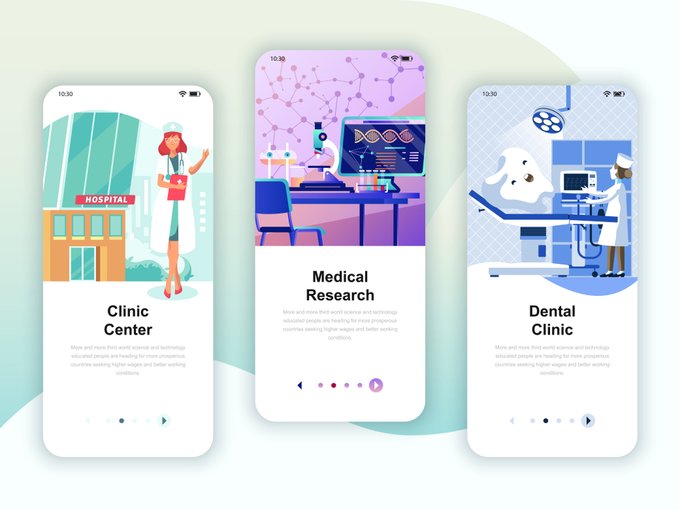 10:30
HOSPITAL
Clinic
Center
More and more third world science and technology
educated people are heading for more prosperous
countries seeking higher wages and better working
conditions.
10:30
Medical
Research
More and more third world science and technology
educated people are heading for more prosperous
countries seeking higher wages and better working
conditions.
10:30
Dental
Clinic
More and more third world science and technology
educated people are heading for more prosperous
countries seeking higher wages and better working
conditions.